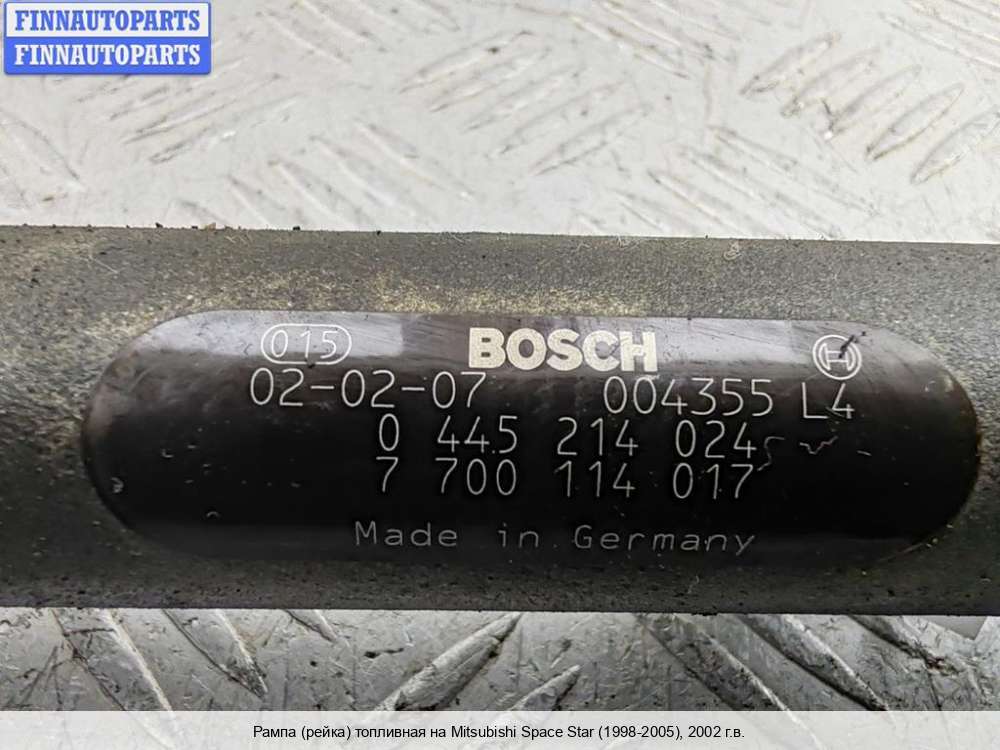 FINNAUTOPARTS
FINNAUTOPARTS
015 BOSCH
02-02-07 004355 L4
0 445 214 024
7 700 114 017
Made in Germany
Рампа (рейка) топливная на Mitsubishi Space Star (1998-2005), 2002 г.в.